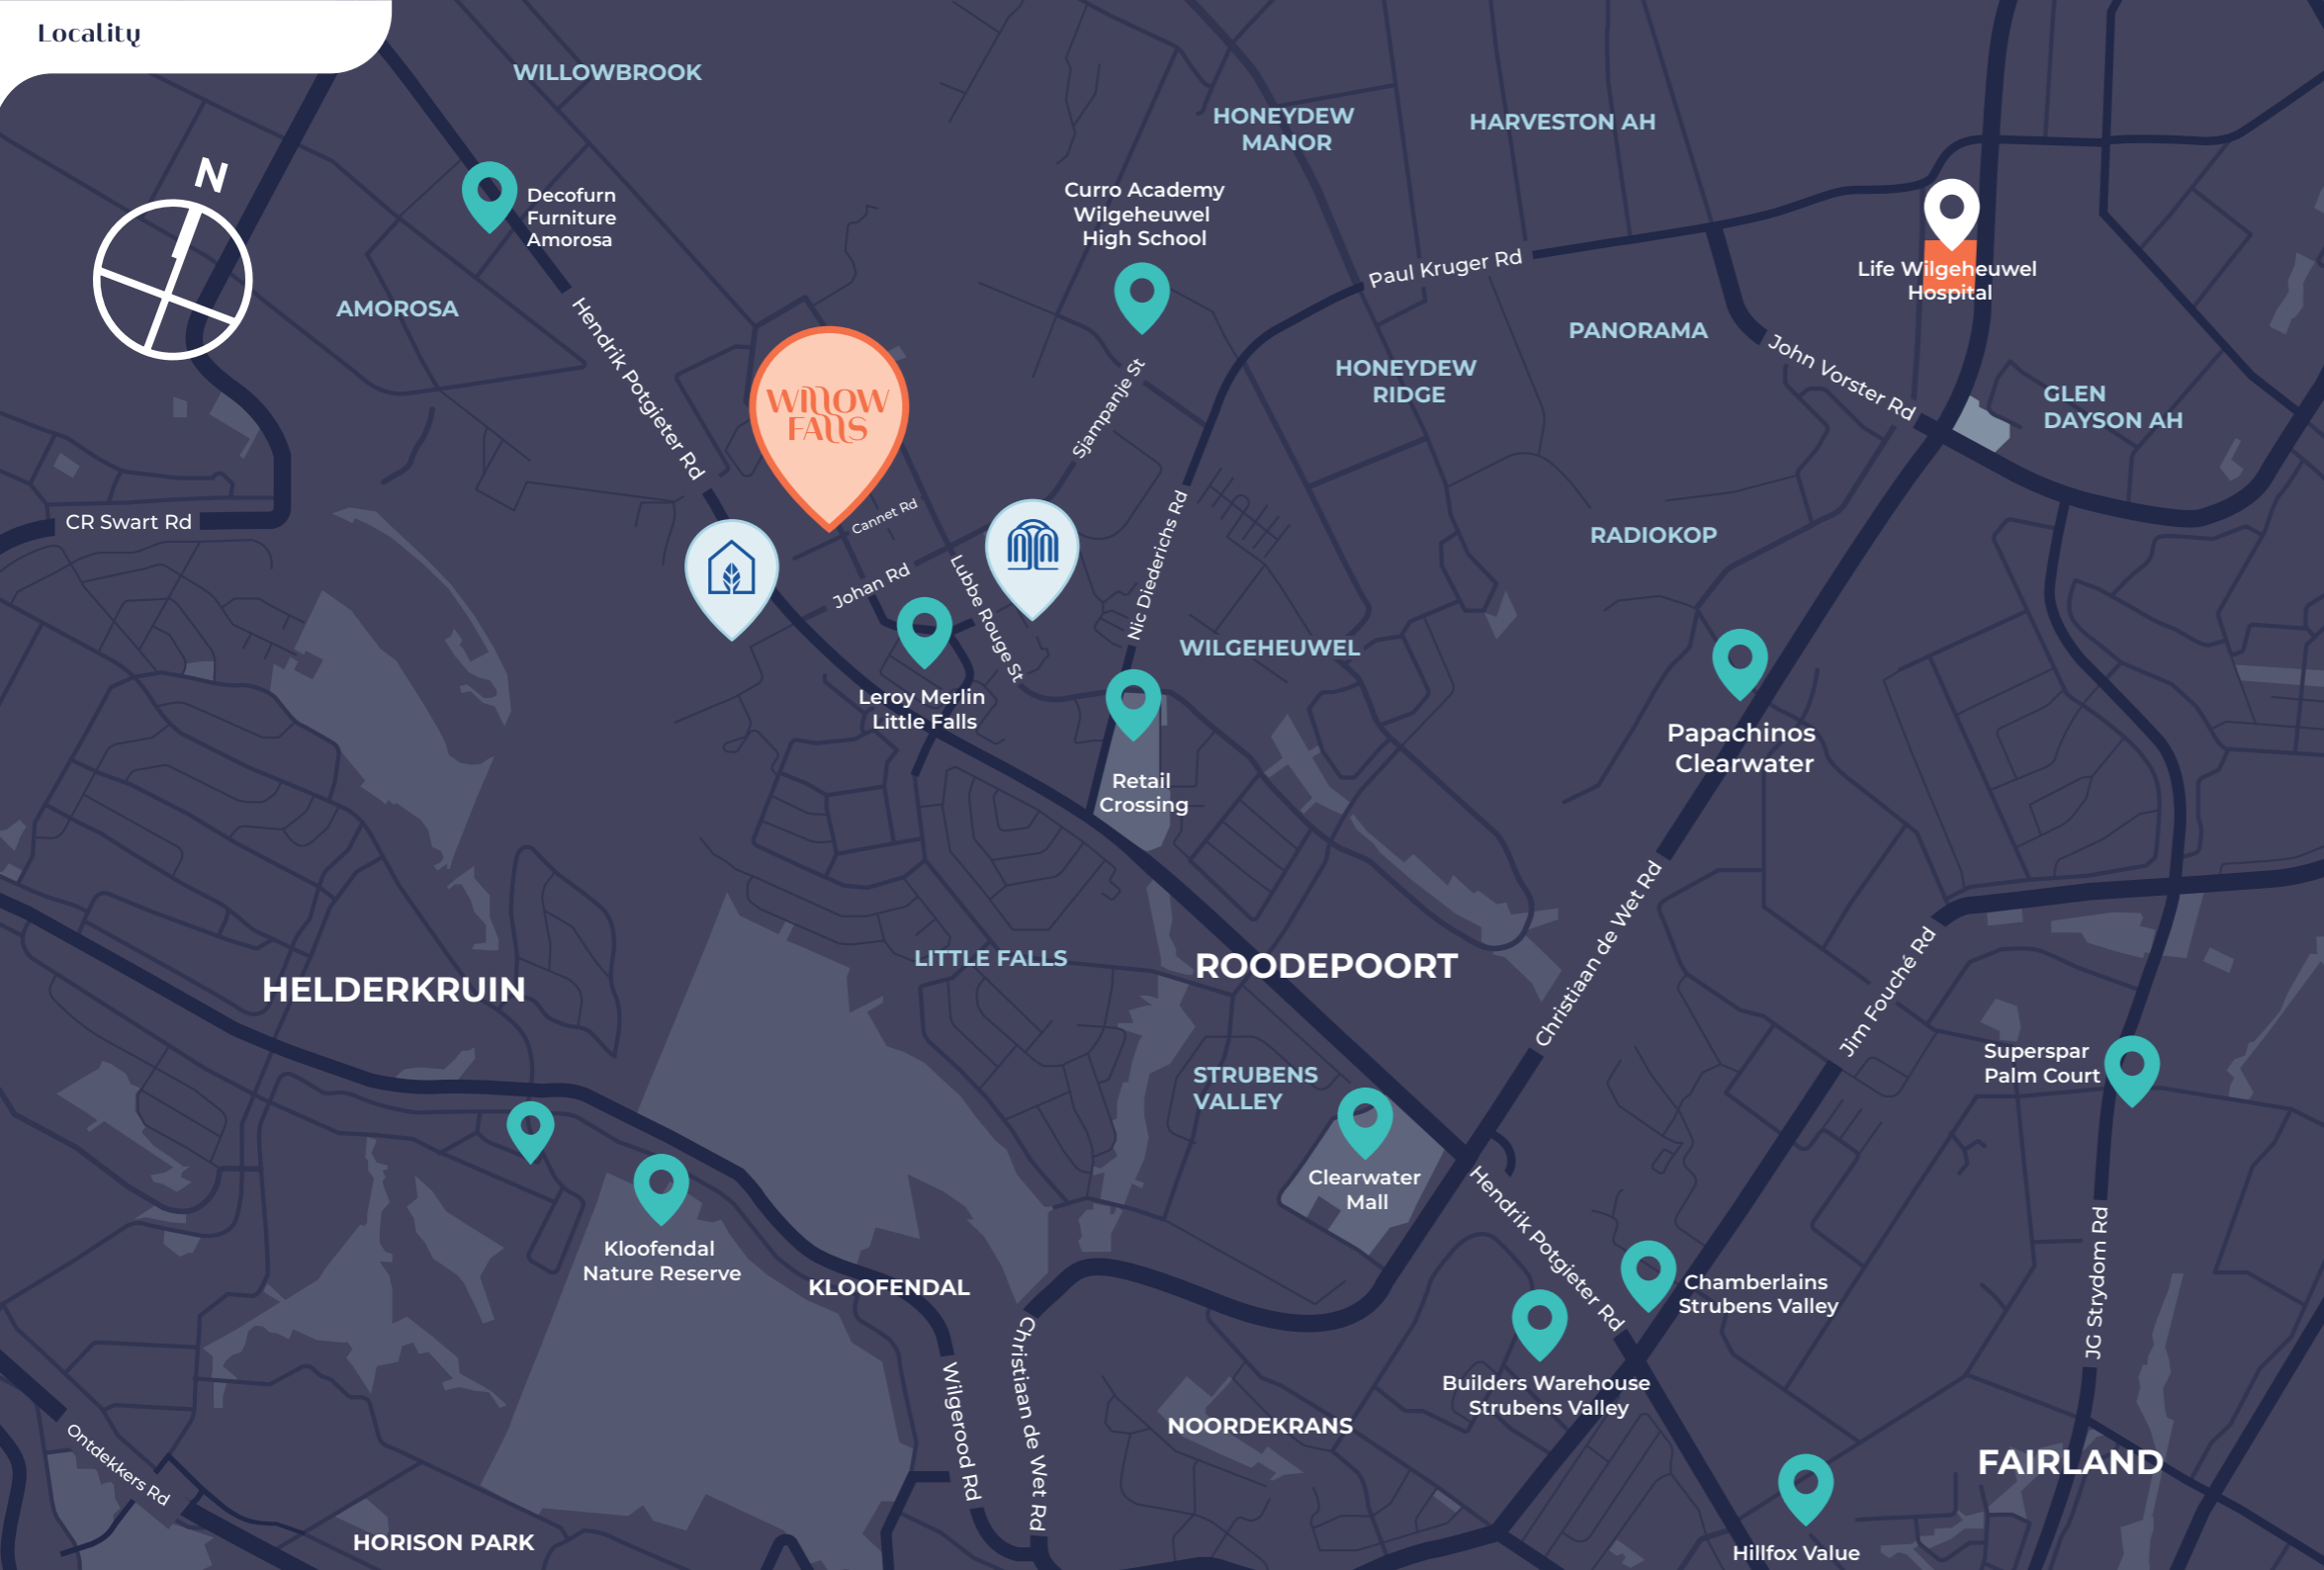 Locality
WILLOWBROOK
HONEYDEW
MANOR
HARVESTON AH
N
Decofurn
Furniture
Amorosa
Curro Academy
Wilgeheuwel
High School
Paul Kruger Rd
Life Wilgeheuwel
Hospital
AMOROSA
Hendrik Potgieter Rd
WILLOW
FALLS
Sjampanje St
HONEYDEW
RIDGE
PANORAMA
John Vorster Rd
GLEN
DAYSON AH
CR Swart Rd
Cannet Rd
Johan Rd
Lubbe Rouge St
Nic Diederichs Rd
RADIOKOP
WILGEHEUWEL
Leroy Merlin
Little Falls
Retail
Crossing
Papachinos
Clearwater
Christiaan de Wet Rd
LITTLE FALLS
ROODEPOORT
HELDERKRUIN
Jim Fouché Rd
STRUBENS
VALLEY
Superspar
Palm Court
Clearwater
Mall
Hendrik Potgieter Rd
Kloofendal
Nature Reserve
KLOOFENDAL
Chamberlains
Strubens Valley
JG Strydom Rd
Christiaan de Wet Rd
Wilgerood Rd
Builders Warehouse
Strubens Valley
NOORDEKRANS
Ontdekkers Rd
FAIRLAND
HORISON PARK
Hillfox Value